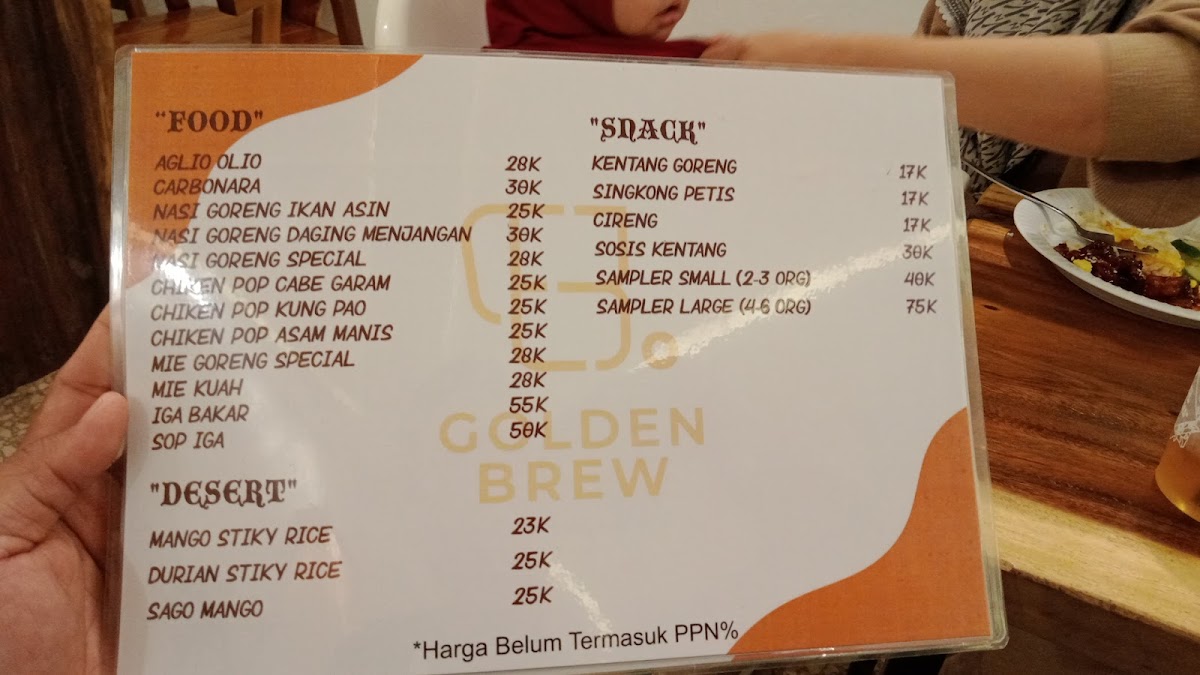 "FOOD"
AGLIO OLIO 28K
CARBONARA 30K
NASI GORENG IKAN ASIN 25K
NASI GORENG DAGING MENJANGAN 30K
NASI GORENG SPECIAL 28K
CHIKEN POP CABE GARAM 25K
CHIKEN POP KUNG PAO 25K
CHIKEN POP ASAM MANIS 25K
MIE GORENG SPECIAL 28K
MIE KUAH 28K
IGA BAKAR 55K
SOP IGA 50K
"DESERT"
MANGO STIKY RICE 23K
DURIAN STIKY RICE 25K
SAGO MANGO 25K
"SNACK"
KENTANG GORENG 17K
SINGKONG PETIS 17K
CIRENG 17K
SOSIS KENTANG 30K
SAMPLER SMALL (2-3 ORG) 40K
SAMPLER LARGE (4-6 ORG) 75K
GOLDEN
BREW
*Harga Belum Termasuk PPN%